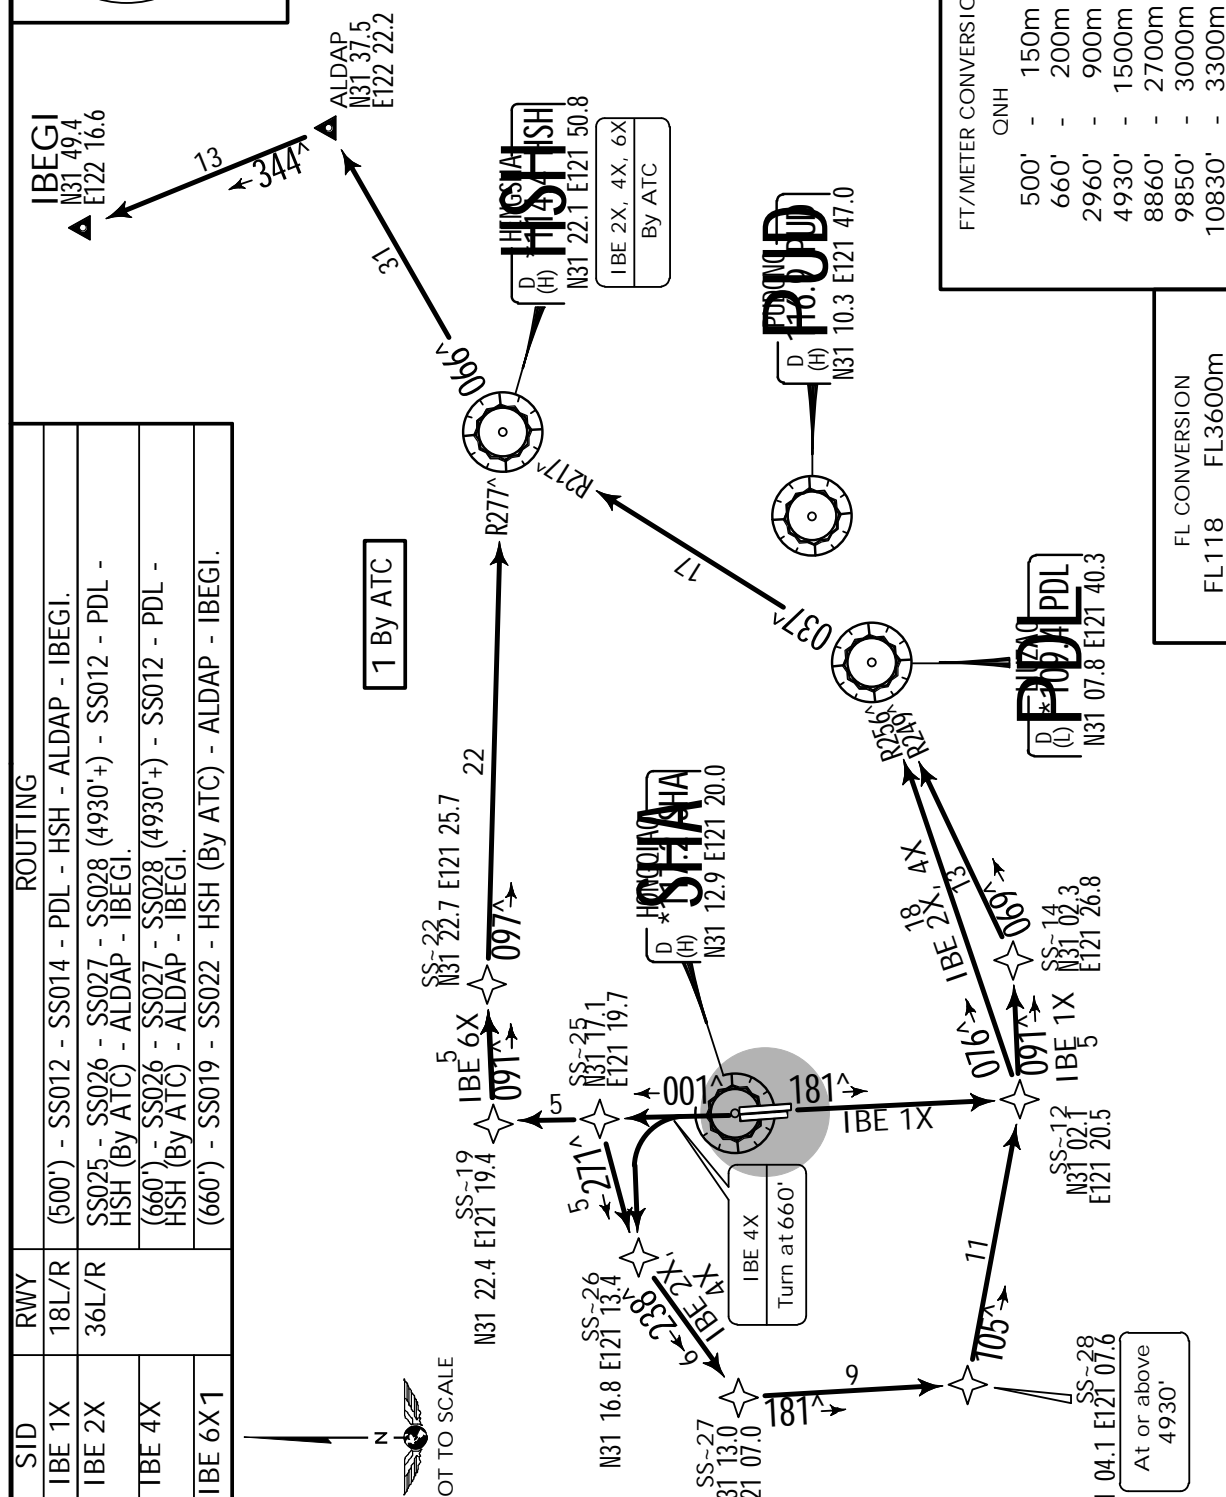 SID RWY ROUTING
IBE 1X 18L/R (500') - SS012 - SS014 - PDL - HSH - ALDAP - IBEGI.
IBE 2X 36L/R SS025 - SS026 - SS027 - SS028 (4930'+) - SS012 - PDL -
HSH (By ATC) - ALDAP - IBEGI.
IBE 4X (660') - SS026 - SS027 - SS028 (4930'+) - SS012 - PDL -
HSH (By ATC) - ALDAP - IBEGI.
IBE 6X1 (660') - SS019 - SS022 - HSH (By ATC) - ALDAP - IBEGI.
IBEGI
N31 49.4
E122 16.6
13
344^
ALDAP
N31 37.5
E122 22.2
31
066^
D
(H)
HSH
N31 22.1 E121 50.8
IBE 2X, 4X, 6X
By ATC
1 By ATC
R277^
R217^
22
17
037^
D
(H)
PUD
N31 10.3 E121 47.0
SS~22
N31 22.7 E121 25.7
097^
5
IBE 6X
091^
SS~19
N31 22.4 E121 19.4
5
SS~25
N31 17.1
E121 19.7
001^
271^
5
D
(H)
SHA
N31 12.9 E121 20.0
181^
IBE 1X
R256^
R249^
D
(L)
PDL
N31 07.8 E121 40.3
18
IBE 2X, 4X
13
076^
069^
SS~14
N31 02.3
E121 26.8
091^
IBE 1X
5
SS~12
N31 02.1
E121 20.5
SS~26
N31 16.8 E121 13.4
238^
6
IBE 2X,
4X
IBE 4X
Turn at 660'
SS~27
31 13.0
21 07.0
181^
9
105^
11
SS~28
04.1 E121 07.6
At or above
4930'
N
OT TO SCALE
FT/METER CONVERSIO
QNH
500' - 150m
660' - 200m
2960' - 900m
4930' - 1500m
8860' - 2700m
9850' - 3000m
10830' - 3300m
FL CONVERSION
FL118 FL3600m